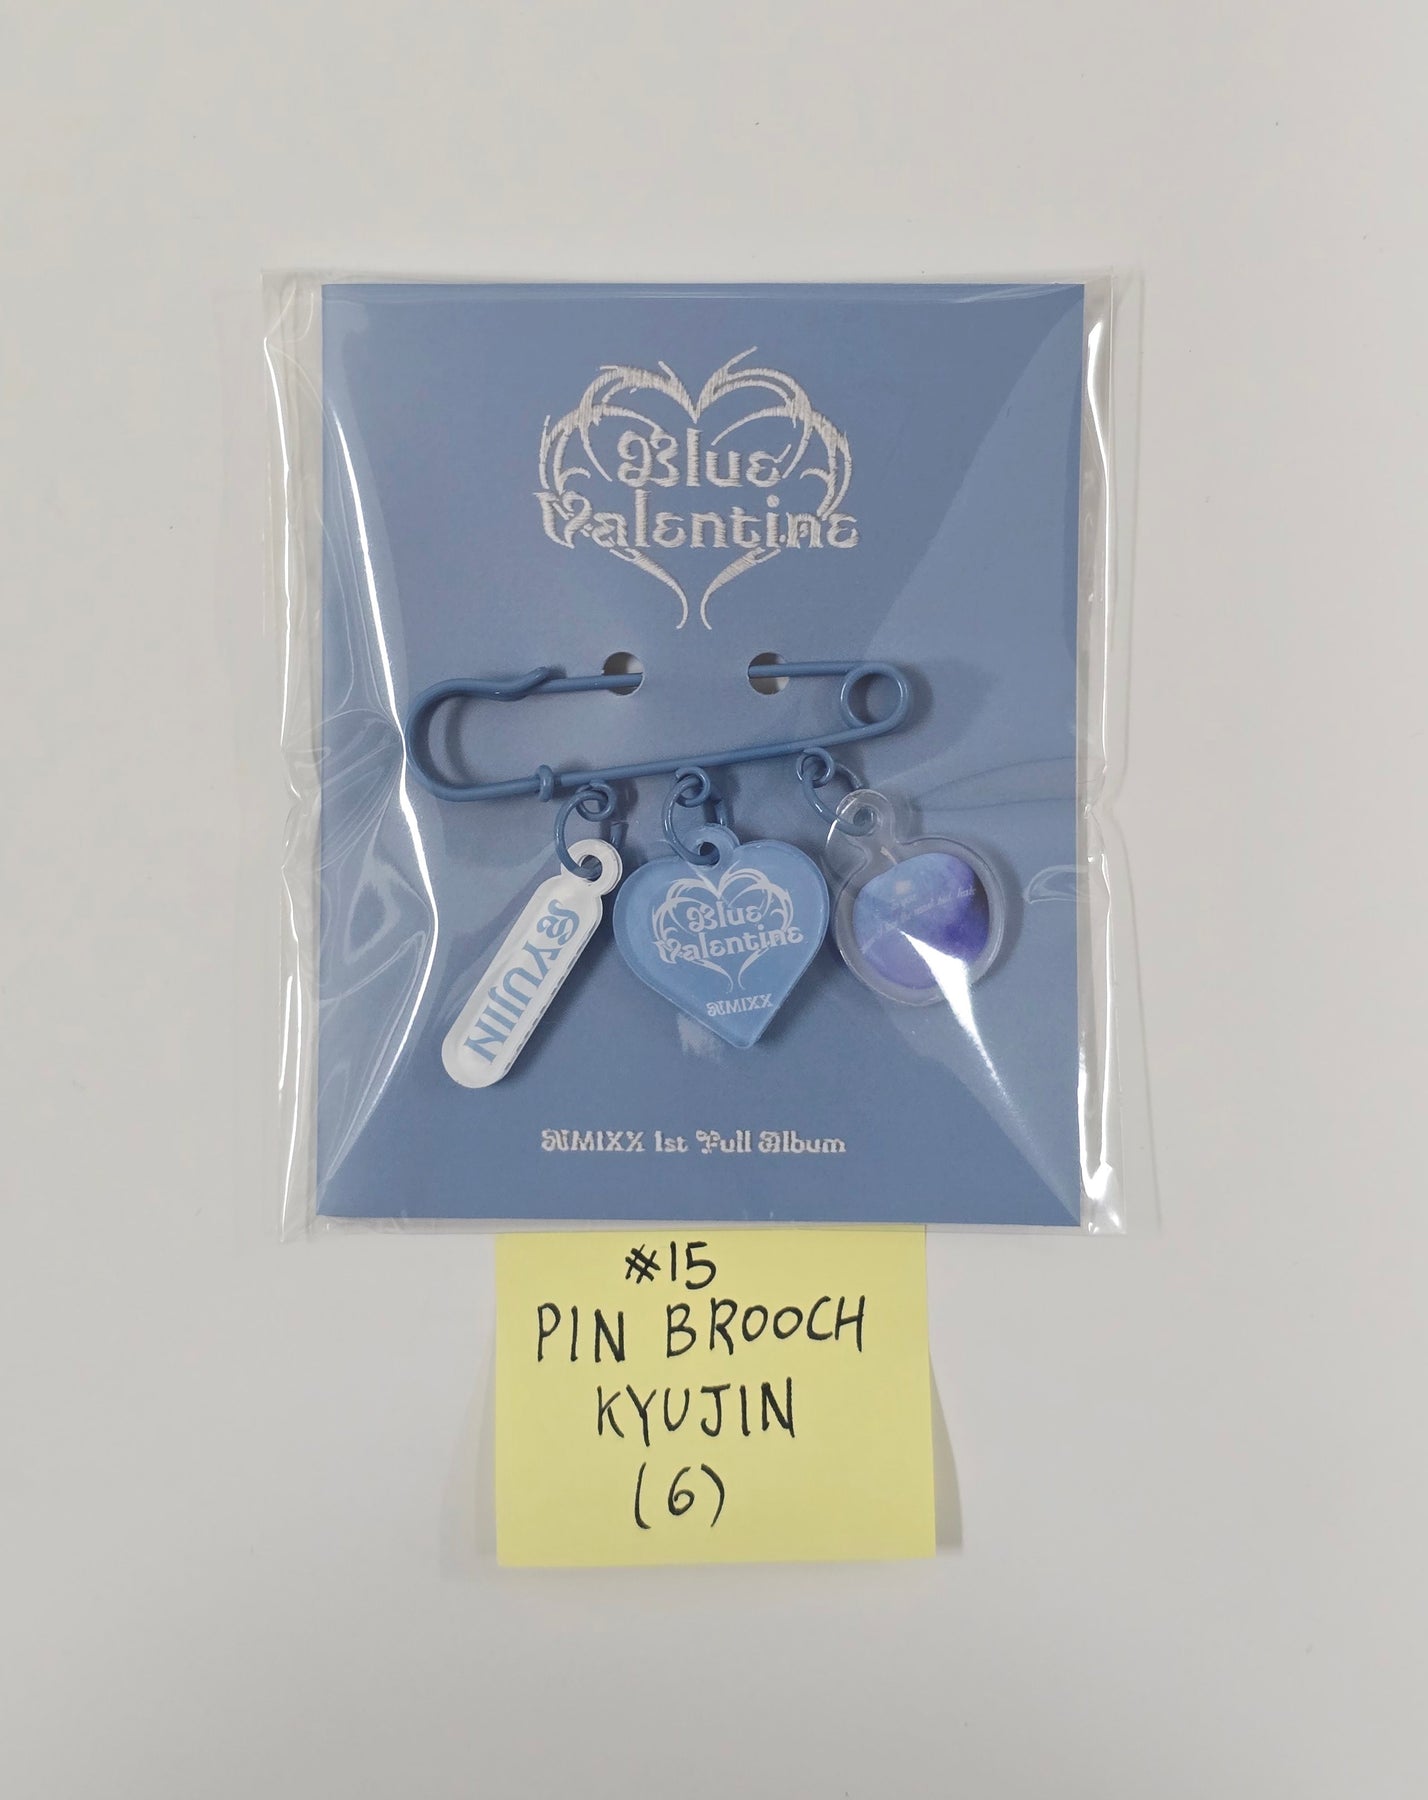 Blue
Valentine
KYUJIN
Blue
Valentine
NMIXX
NMIXX 1st Full Album
#15
PIN BROOCH
KYUJIN
(6)